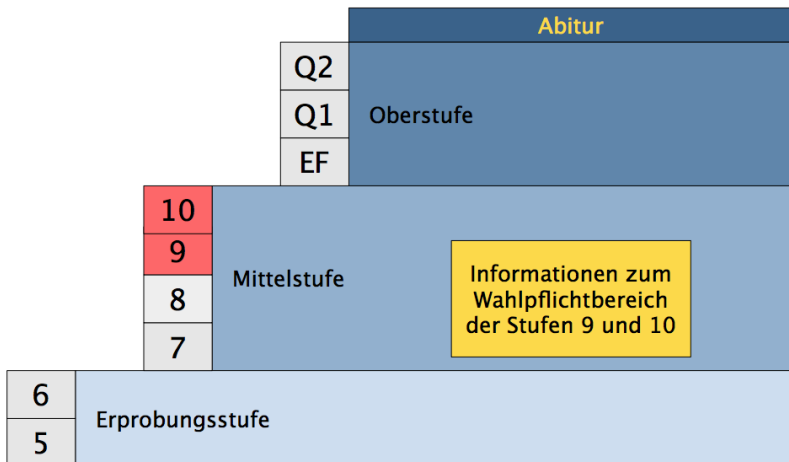 Abitur
Q2
Q1
Oberstufe
EF
10
9
Mittelstufe
8
7
Informationen zum
Wahlpflichtbereich
der Stufen 9 und 10
6
Erprobungsstufe
5